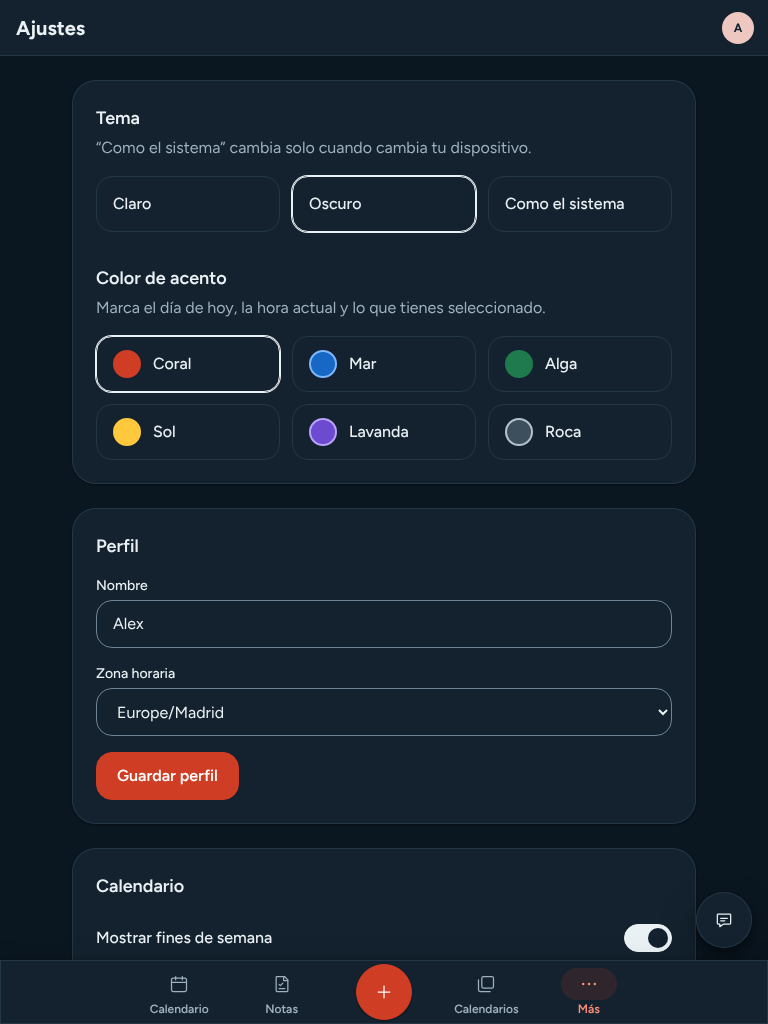 Ajustes
A
Tema
“Como el sistema” cambia solo cuando cambia tu dispositivo.
Claro
Oscuro
Como el sistema
Color de acento
Marca el día de hoy, la hora actual y lo que tienes seleccionado.
Coral
Mar
Alga
Sol
Lavanda
Roca
Perfil
Nombre
Alex
Zona horaria
Europe/Madrid
Guardar perfil
Calendario
Mostrar fines de semana
Calendario
Notas
Calendarios
Más